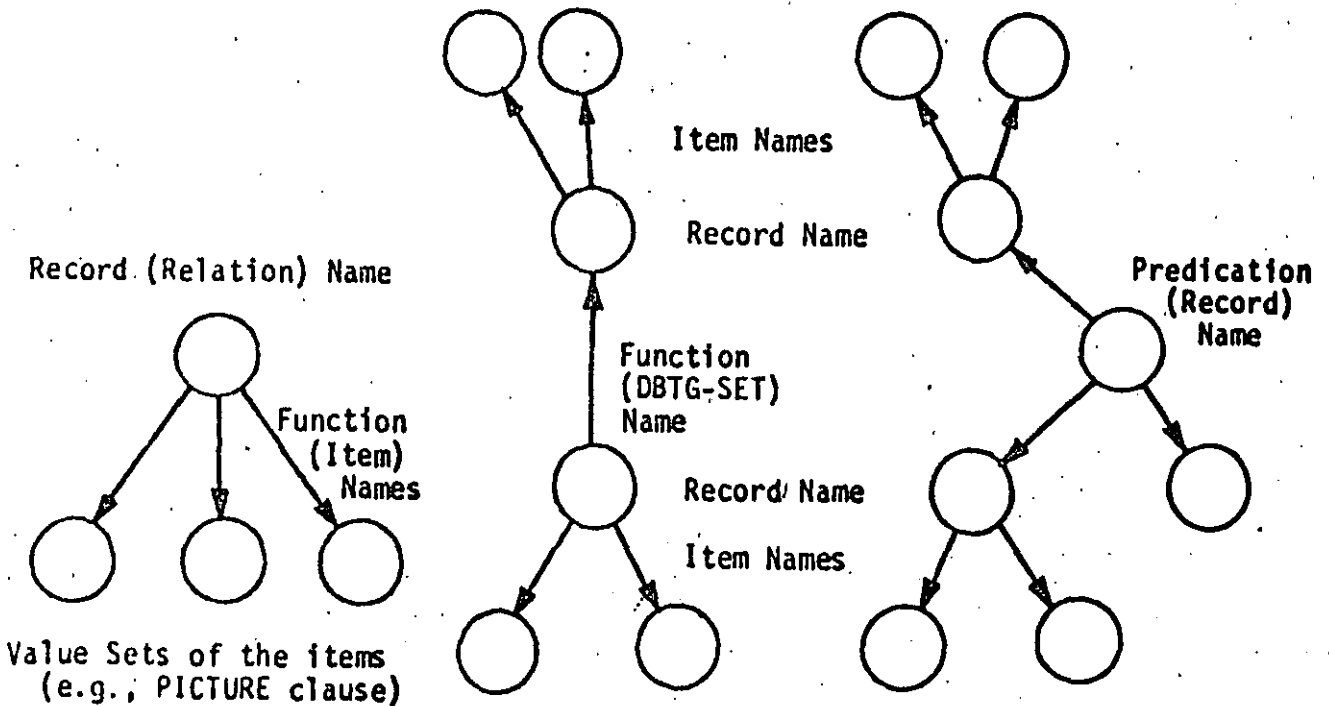 Record (Relation) Name
Function
(Item)
Names
Value Sets of the items
(e.g., PICTURE clause)
Item Names
Record Name
Function
(DBTG-SET)
Name
Record Name
Item Names
Predication
(Record)
Name